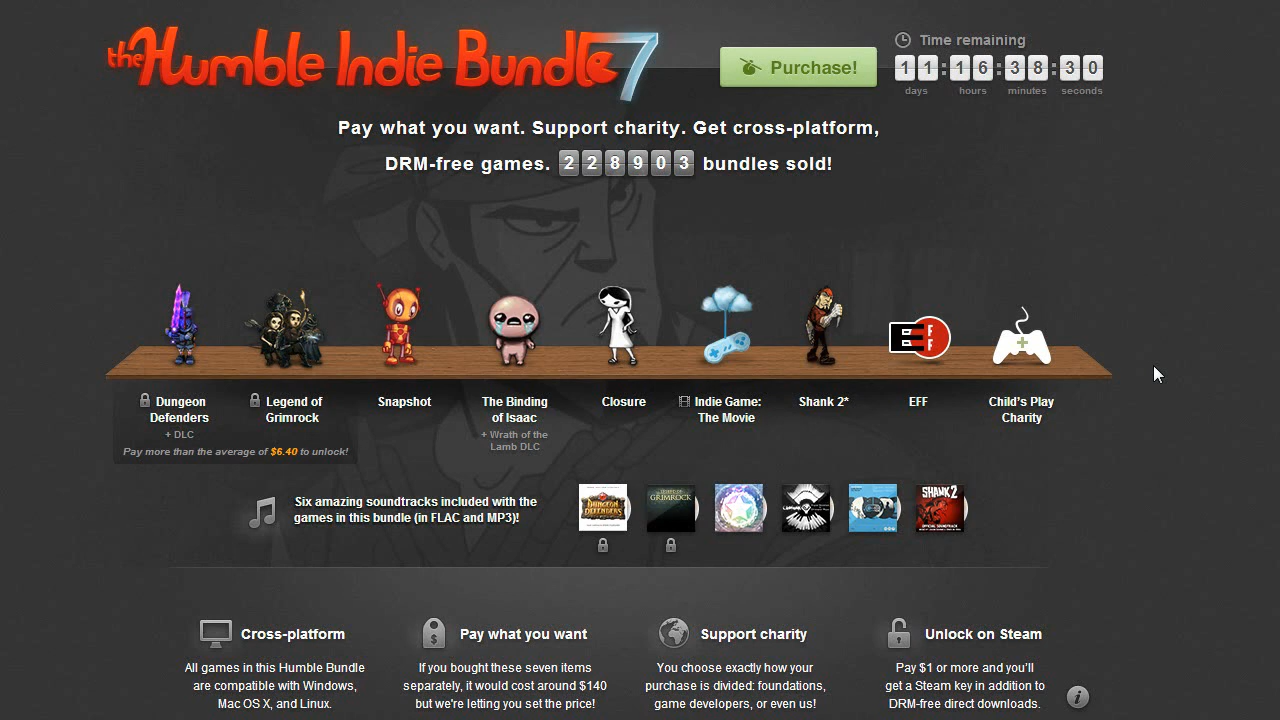 the Humble Indie Bundle 7
Purchase!
Time remaining
11:16:38:30
days hours minutes seconds
Pay what you want. Support charity. Get cross-platform,
DRM-free games. 228903 bundles sold!
EFF
Dungeon
Defenders
+ DLC
Legend of
Grimrock
Pay more than the average of $6.40 to unlock!
Snapshot
The Binding
of Isaac
+ Wrath of the
Lamb DLC
Closure
Indie Game:
The Movie
Shank 2*
EFF
Child's Play
Charity
Six amazing soundtracks included with the
games in this bundle (in FLAC and MP3)!
DUNGEON
DEFENDERS
GRIMROCK
SHANK 2
Cross-platform
All games in this Humble Bundle
are compatible with Windows,
Mac OS X, and Linux.
$
Pay what you want
If you bought these seven items
separately, it would cost around $140
but we're letting you set the price!
Support charity
You choose exactly how your
purchase is divided: foundations,
game developers, or even us!
Unlock on Steam
Pay $1 or more and you'll
get a Steam key in addition to
DRM-free direct downloads.
i